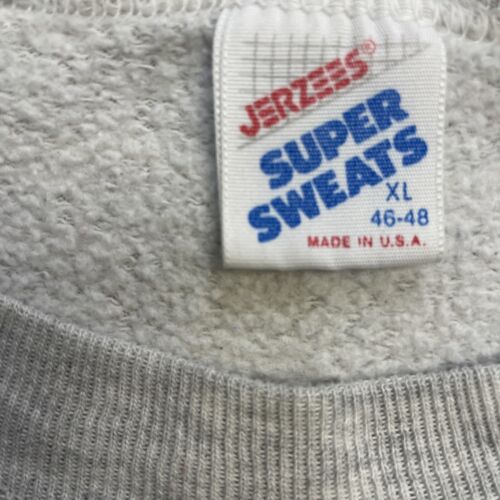 JERZEES®
SUPER
SWEATS
XL
46-48
MADE IN U.S.A.